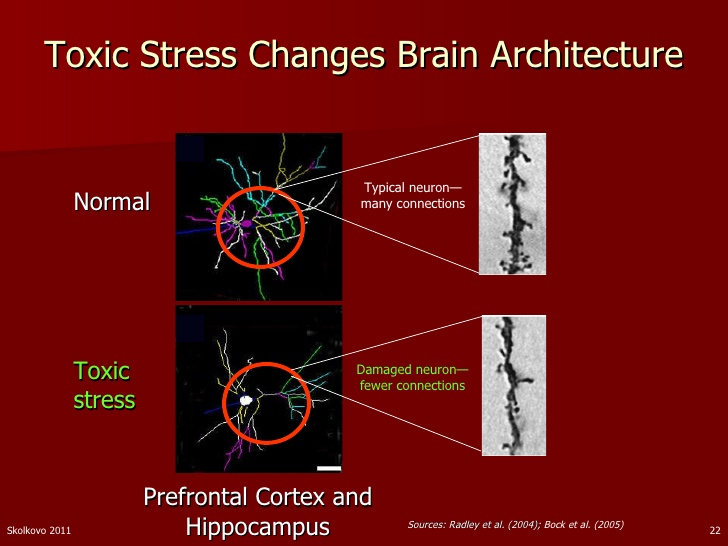 Toxic Stress Changes Brain Architecture
Normal
Typical neuron—
many connections
Toxic
stress
Damaged neuron—
fewer connections
Prefrontal Cortex and
Hippocampus
Skolkovo 2011
Sources: Radley et al. (2004); Bock et al. (2005)
22